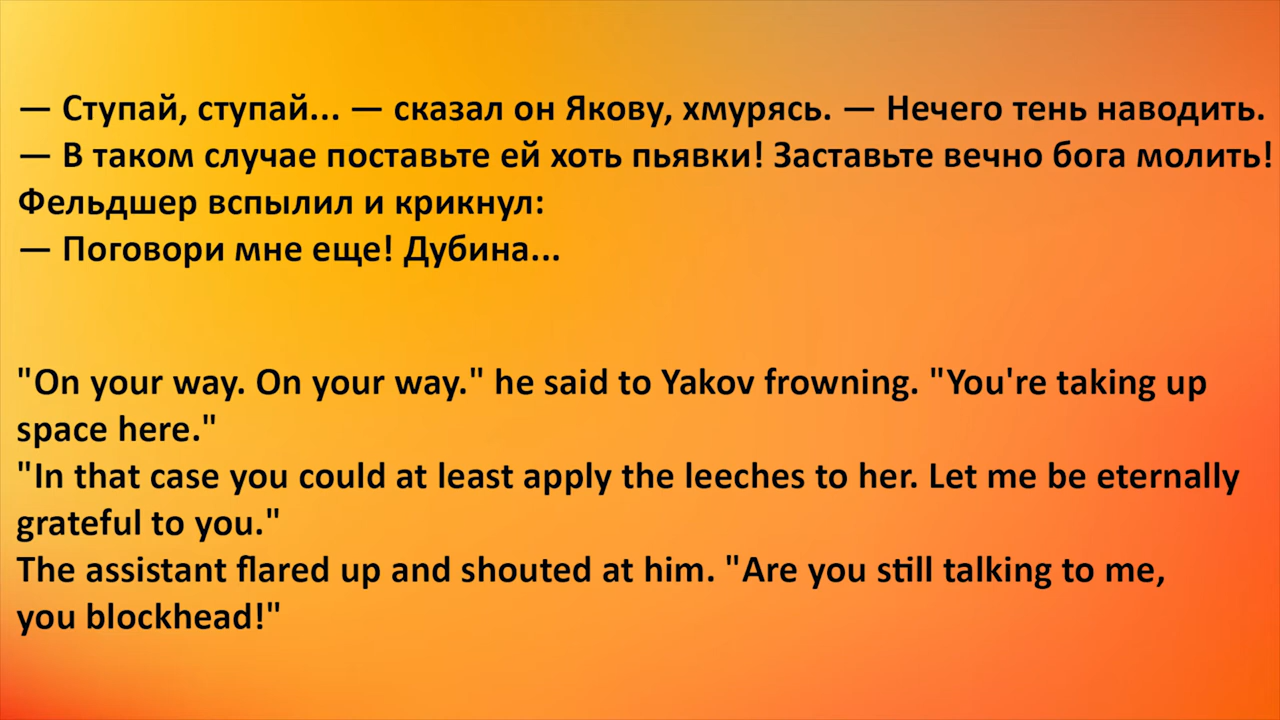 — Ступай, ступай... — сказал он Якову, хмурясь. — Нечего тень наводить.
— В таком случае поставьте ей хоть пьявки! Заставьте вечно бога молить!
Фельдшер вспылил и крикнул:
— Поговори мне еще! Дубина...
"On your way. On your way." he said to Yakov frowning. "You're taking up
space here."
"In that case you could at least apply the leeches to her. Let me be eternally
grateful to you."
The assistant flared up and shouted at him. "Are you still talking to me,
you blockhead!"